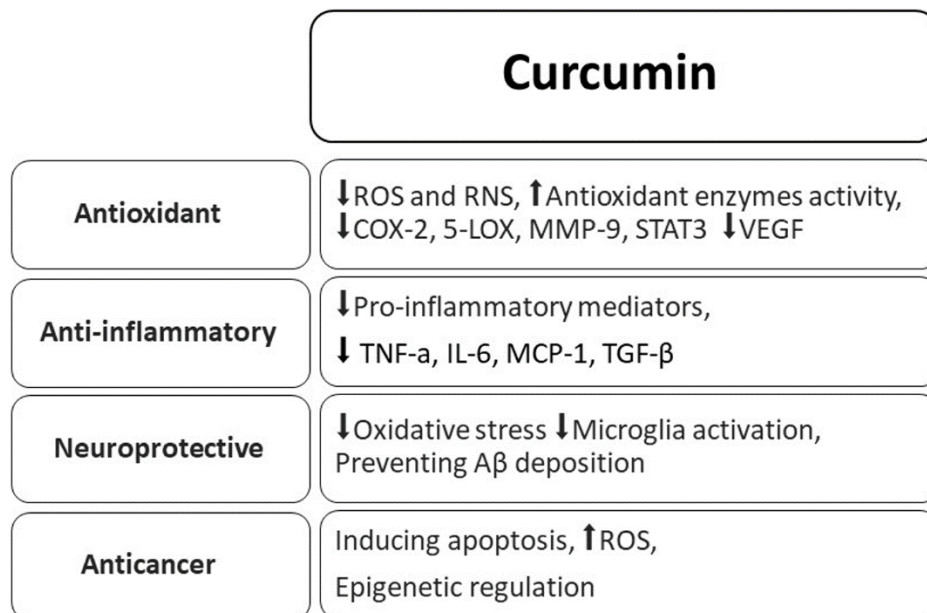 Curcumin
Antioxidant
⬇ROS and RNS, ⬆Antioxidant enzymes activity,
⬇COX-2, 5-LOX, MMP-9, STAT3 ⬇VEGF
Anti-inflammatory
⬇Pro-inflammatory mediators,
⬇ TNF-a, IL-6, MCP-1, TGF-β
Neuroprotective
⬇Oxidative stress ⬇Microglia activation,
Preventing Aβ deposition
Anticancer
Inducing apoptosis, ⬆ROS,
Epigenetic regulation